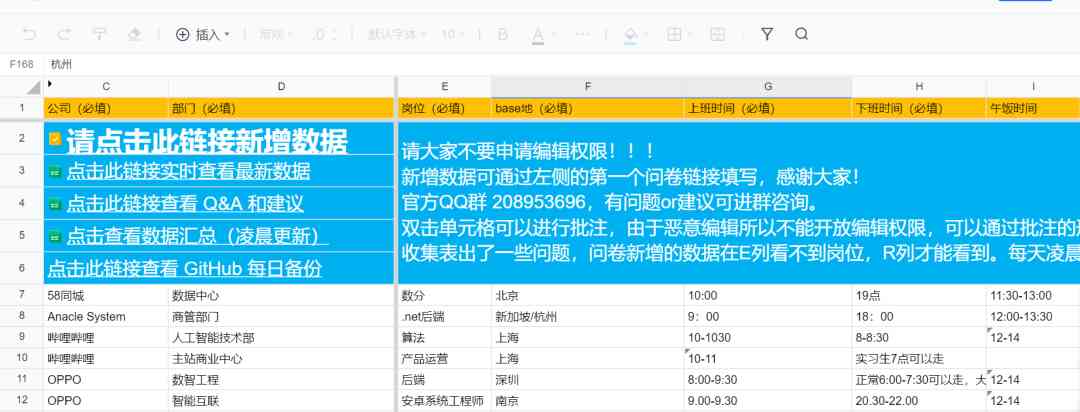 插入
常规
.0
默认字体
10
B
A
F168 杭州
C D E F G H I
1 公司（必填） 部门（必填） 岗位（必填） base地（必填） 上班时间（必填） 下班时间（必填） 午饭时间
2 请点击此链接新增数据
3 点击此链接实时查看最新数据
4 点击此链接查看 Q&A 和建议
5 点击查看数据汇总（凌晨更新）
6 点击此链接查看 GitHub 每日备份
请大家不要申请编辑权限！！！
新增数据可通过左侧的第一个问卷链接填写，感谢大家！
官方QQ群 208953696，有问题or建议可进群咨询。
双击单元格可以进行批注，由于恶意编辑所以不能开放编辑权限，可以通过批注的
收集表出了一些问题，问卷新增的数据在E列看不到岗位，R列才能看到。每天凌晨
7 58同城 数据中心 数分 北京 10:00 19点 11:30-13:00
8 Anacle System 商管部门 .net后端 新加坡/杭州 9：00 18：00 12:00-13:30
9 哔哩哔哩 人工智能技术部 算法 上海 10-1030 8-8:30 12-14
10 哔哩哔哩 主站商业中心 产品运营 上海 10-11 实习生7点可以走
11 OPPO 数智工程 后端 深圳 8:00-9:30 正常6:00-7:30可以走，大 12-14
12 OPPO 智能互联 安卓系统工程师 南京 9.00-9.30 20.30-22.00 12-14